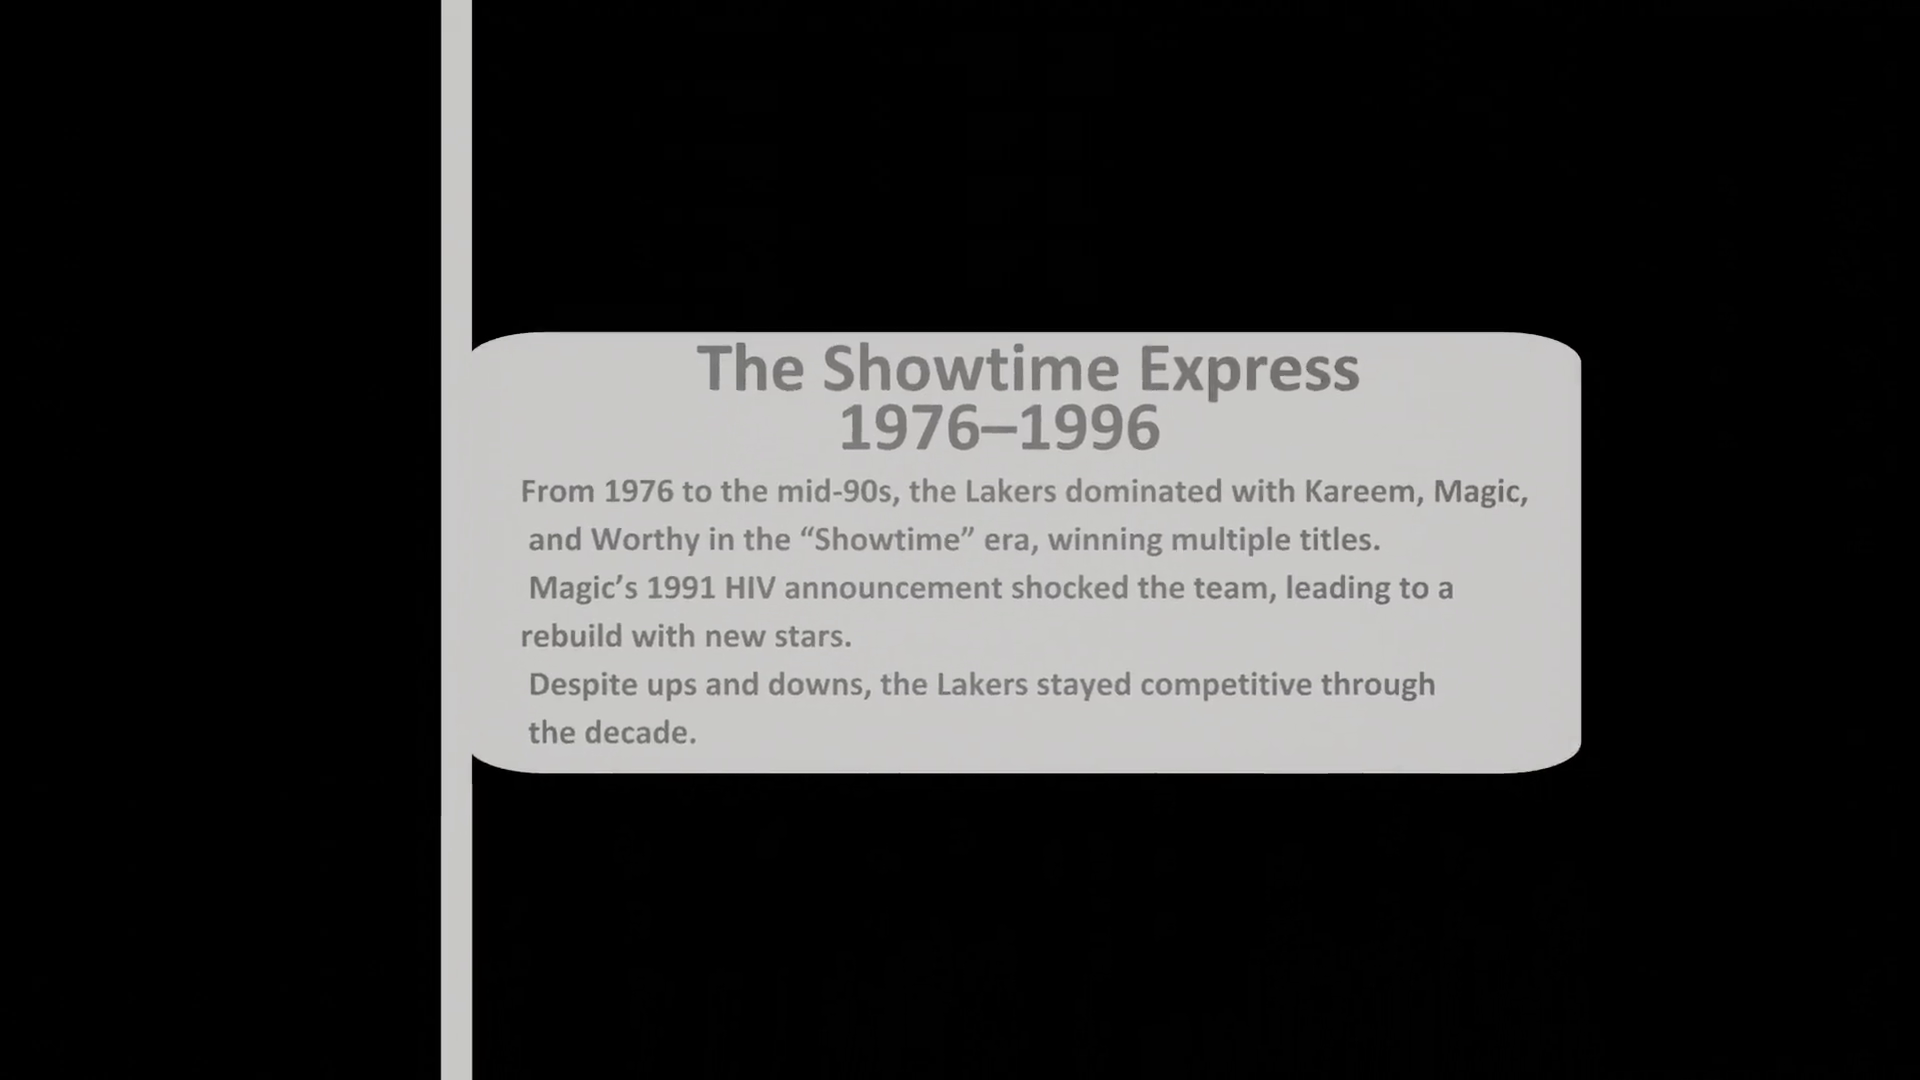 The Showtime Express
1976–1996
From 1976 to the mid-90s, the Lakers dominated with Kareem, Magic,
and Worthy in the “Showtime” era, winning multiple titles.
Magic’s 1991 HIV announcement shocked the team, leading to a
rebuild with new stars.
Despite ups and downs, the Lakers stayed competitive through
the decade.